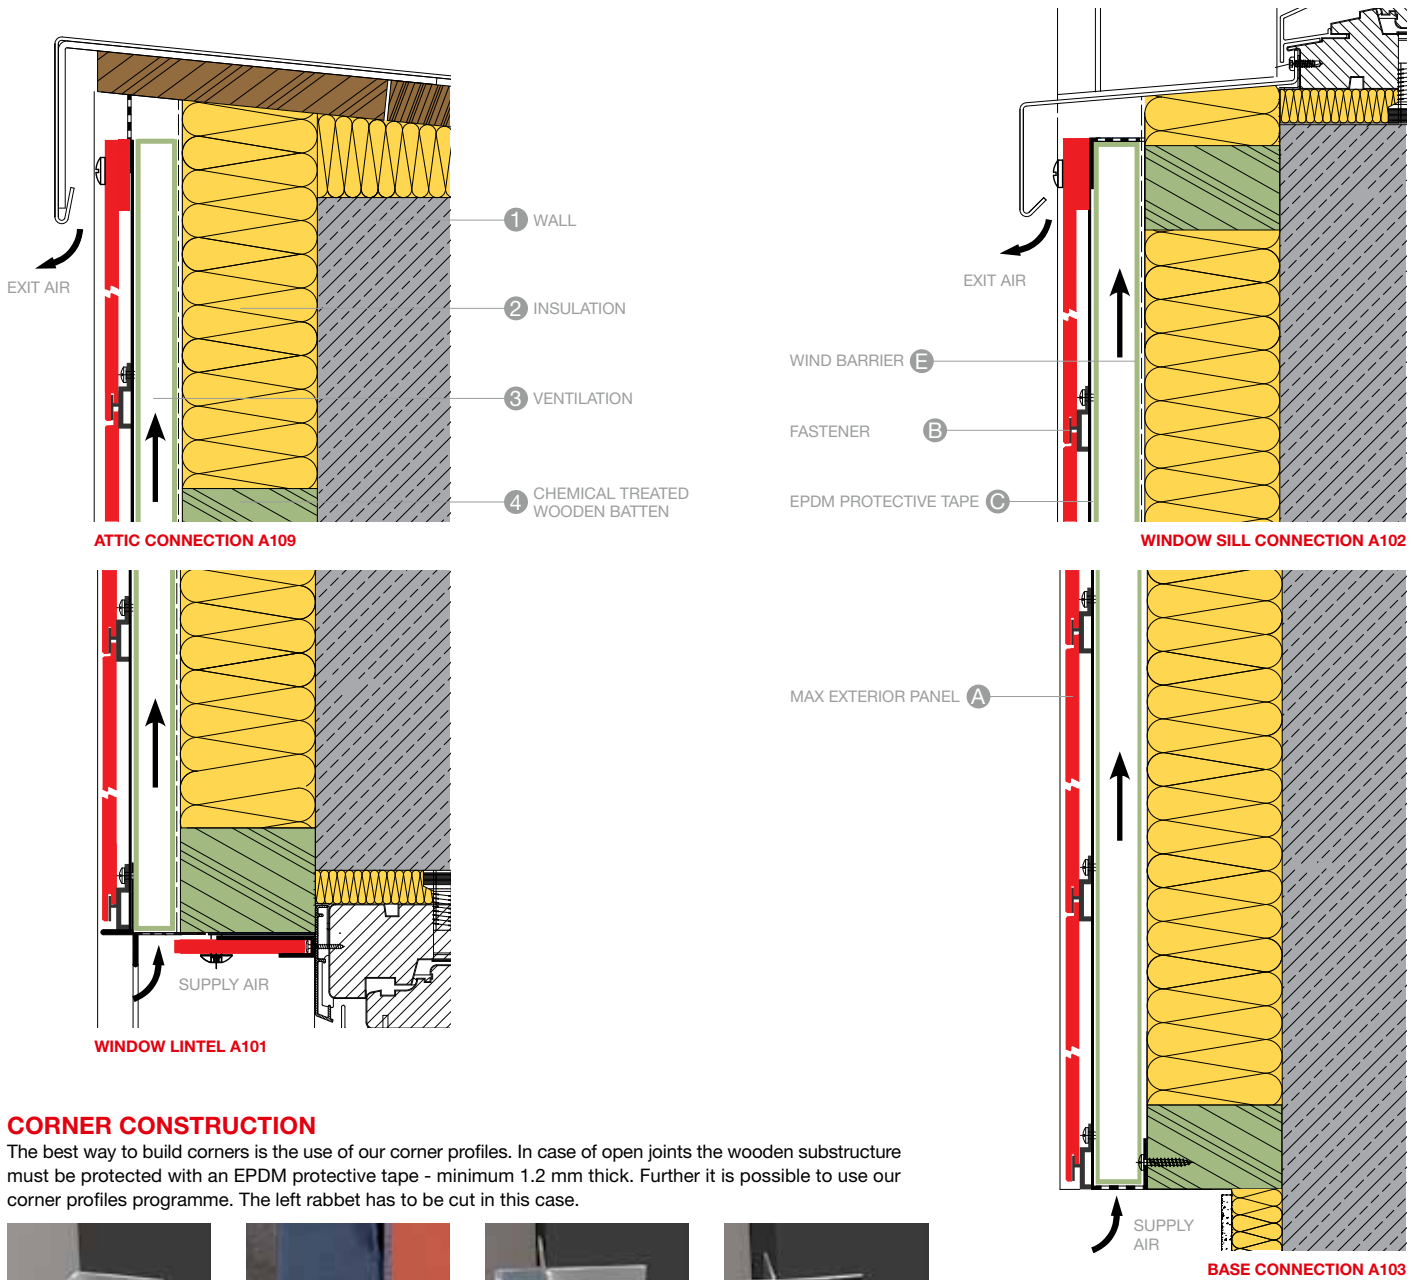 1 WALL
EXIT AIR
2 INSULATION
3 VENTILATION
4 CHEMICAL TREATED
WOODEN BATTEN
ATTIC CONNECTION A109
EXIT AIR
WIND BARRIER E
FASTENER B
EPDM PROTECTIVE TAPE C
WINDOW SILL CONNECTION A102
MAX EXTERIOR PANEL A
SUPPLY AIR
WINDOW LINTEL A101
CORNER CONSTRUCTION
The best way to build corners is the use of our corner profiles. In case of open joints the wooden substructure
must be protected with an EPDM protective tape - minimum 1.2 mm thick. Further it is possible to use our
corner profiles programme. The left rabbet has to be cut in this case.
SUPPLY
AIR
BASE CONNECTION A103